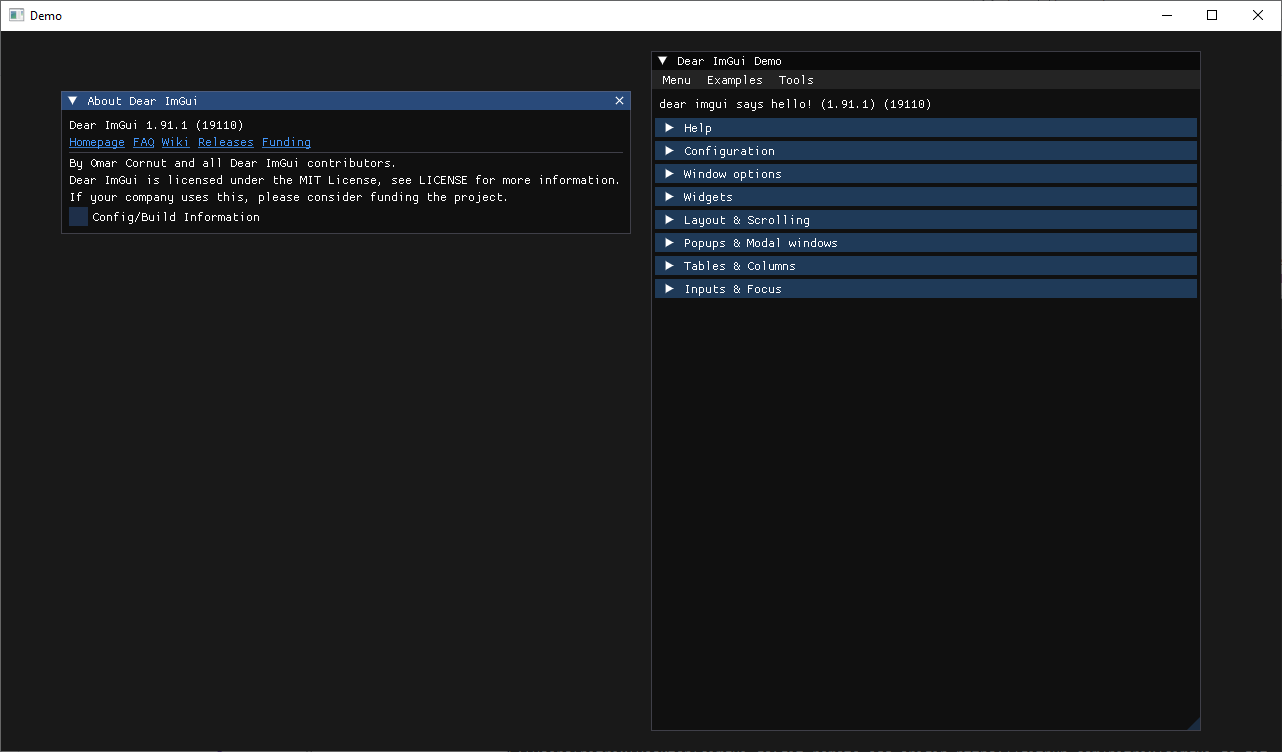 Demo
About Dear ImGui
Dear ImGui 1.91.1 (19110)
Homepage FAQ Wiki Releases Funding
By Omar Cornut and all Dear ImGui contributors.
Dear ImGui is licensed under the MIT License, see LICENSE for more information.
If your company uses this, please consider funding the project.
Config/Build Information
Dear ImGui Demo
Menu Examples Tools
dear imgui says hello! (1.91.1) (19110)
Help
Configuration
Window options
Widgets
Layout & Scrolling
Popups & Modal windows
Tables & Columns
Inputs & Focus